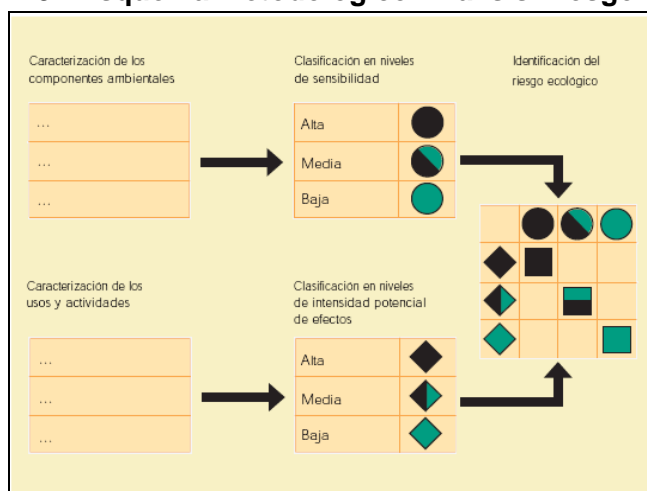 Caracterización de los
componentes ambientales
...
...
...
Clasificación en niveles
de sensibilidad
Alta
Media
Baja
Identificación del
riesgo ecológico
Caracterización de los
usos y actividades
...
...
...
Clasificación en niveles
de intensidad potencial
de efectos
Alta
Media
Baja